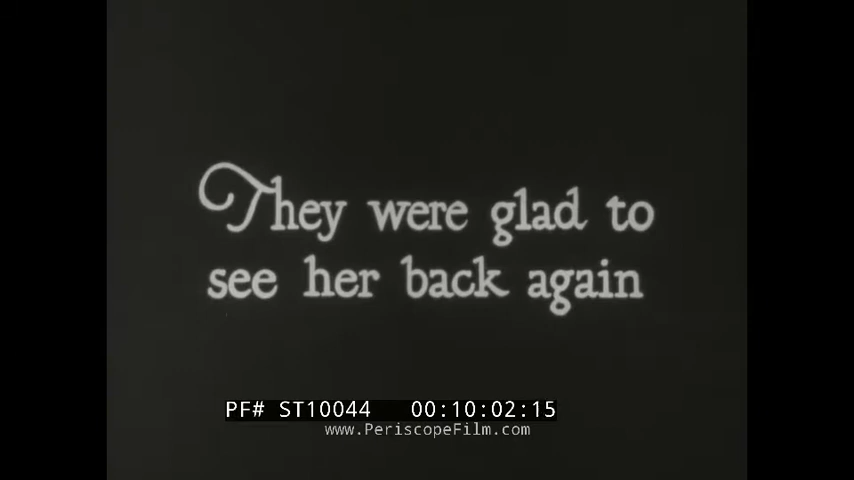 They were glad to
see her back again
PF# ST10044 00:10:02:15
www.PeriscopeFilm.com